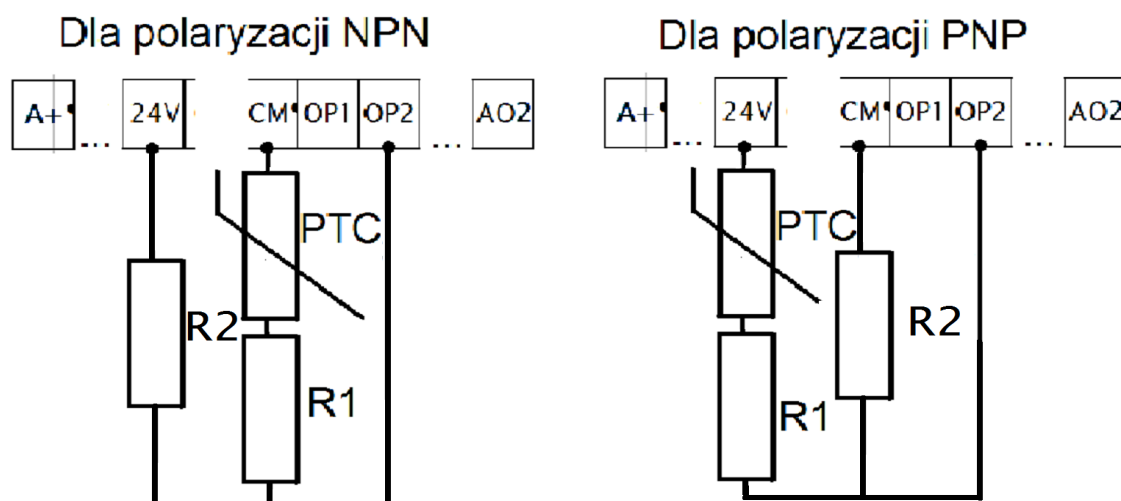 Dla polaryzacji NPN
A+ ... 24V CM OP1 OP2 ... AO2
PTC
R2
R1
Dla polaryzacji PNP
A+ ... 24V CM OP1 OP2 ... AO2
PTC
R2
R1